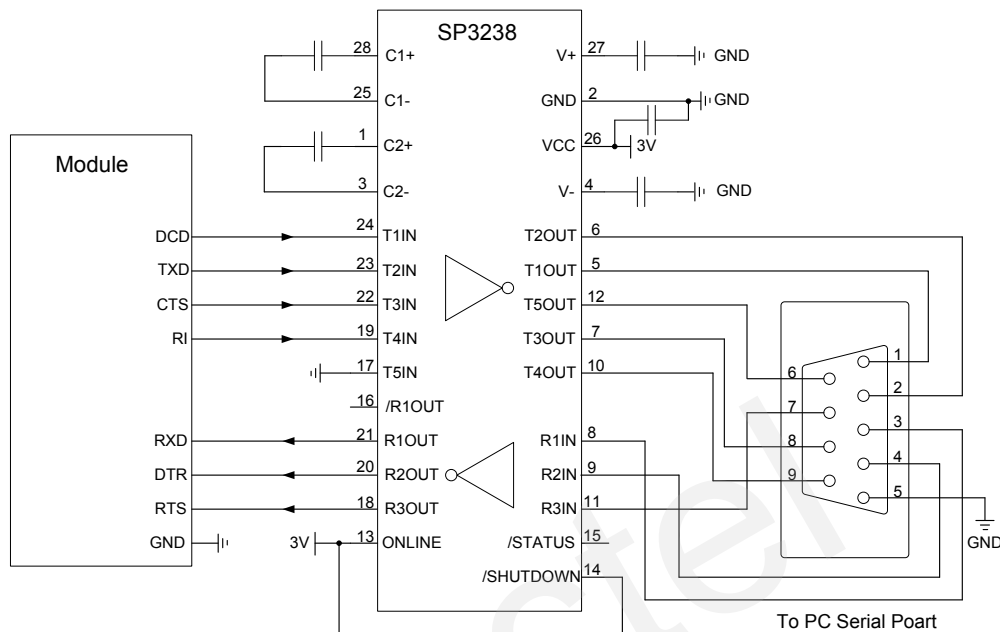 SP3238
28 C1+ V+ 27 GND
25 C1- GND 2 GND
1 C2+ VCC 26 3V
Module
3 C2- V- 4 GND
DCD 24 T1IN T2OUT 6
TXD 23 T2IN T1OUT 5
CTS 22 T3IN T5OUT 12
RI 19 T4IN T3OUT 7
17 T5IN T4OUT 10
16 /R1OUT
RXD 21 R1OUT R1IN 8
DTR 20 R2OUT R2IN 9
RTS 18 R3OUT R3IN 11
GND 3V 13 ONLINE /STATUS 15
/SHUTDOWN 14
1
6
2
7
3
8
4
9
5
GND
To PC Serial Poart